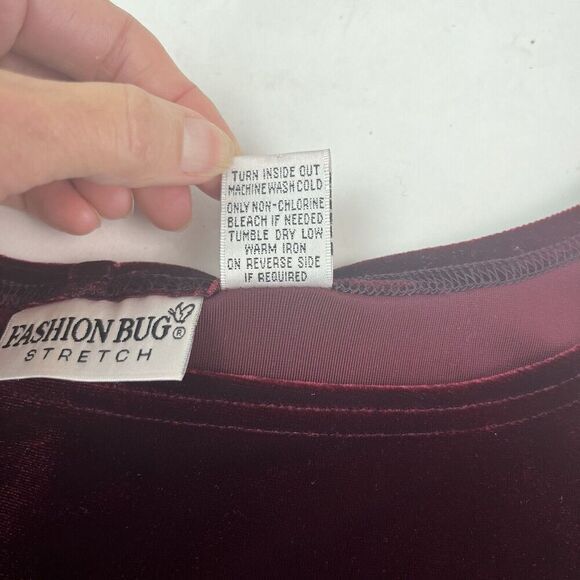 TURN INSIDE OUT
MACHINE WASH COLD
ONLY NON-CHLORINE
BLEACH IF NEEDED
TUMBLE DRY LOW
WARM IRON
ON REVERSE SIDE
IF REQUIRED
FASHION BUG®
STRETCH